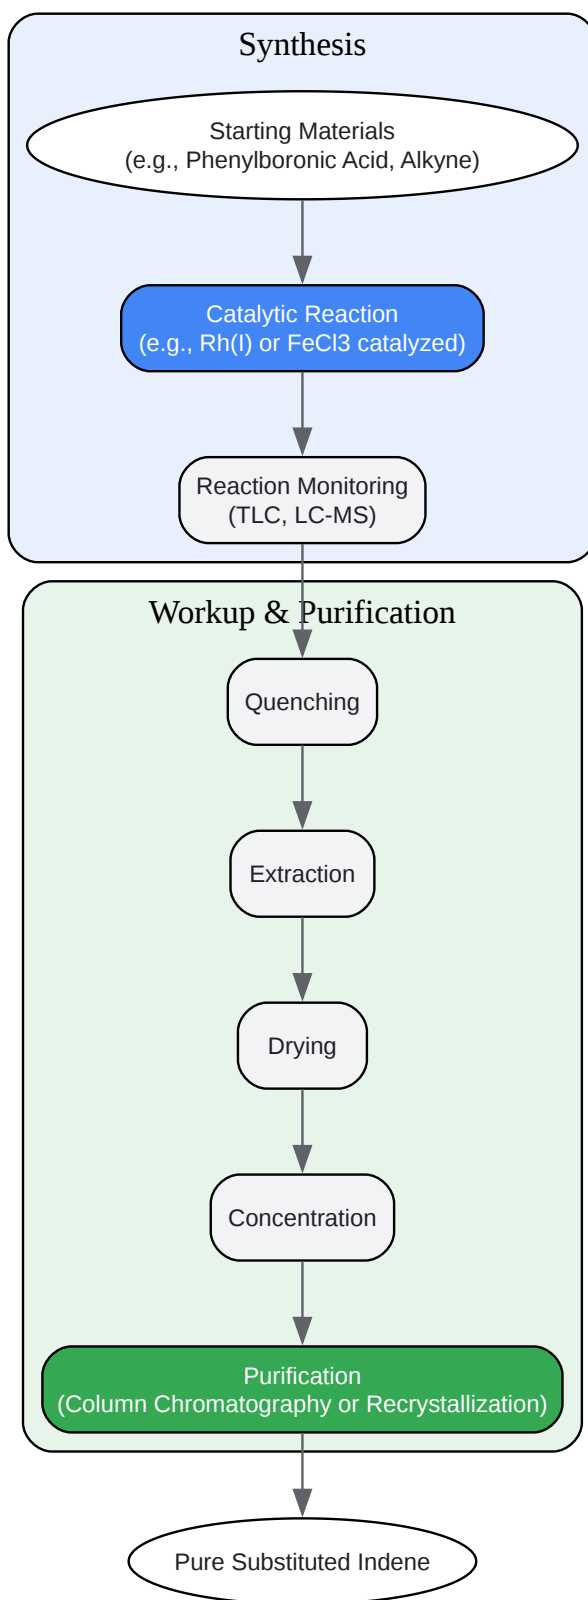 Synthesis
Starting Materials
(e.g., Phenylboronic Acid, Alkyne)
Catalytic Reaction
(e.g., Rh(I) or FeCl3 catalyzed)
Reaction Monitoring
(TLC, LC-MS)
Workup & Purification
Quenching
Extraction
Drying
Concentration
Purification
(Column Chromatography or Recrystallization)
Pure Substituted Indene